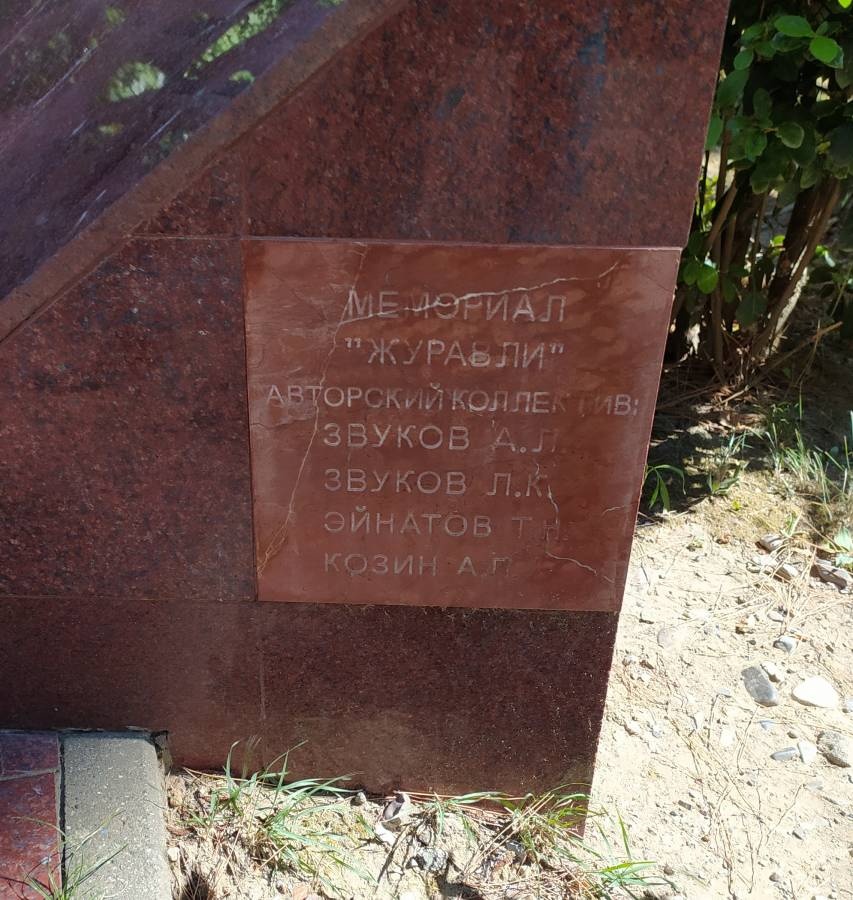 МЕМОРИАЛ
"ЖУРАВЛИ"
АВТОРСКИЙ КОЛЛЕКТИВ:
ЗВУКОВ А.Л.
ЗВУКОВ Л.К.
ЭЙНАТОВ Т.Н.
КОЗИН А.П.